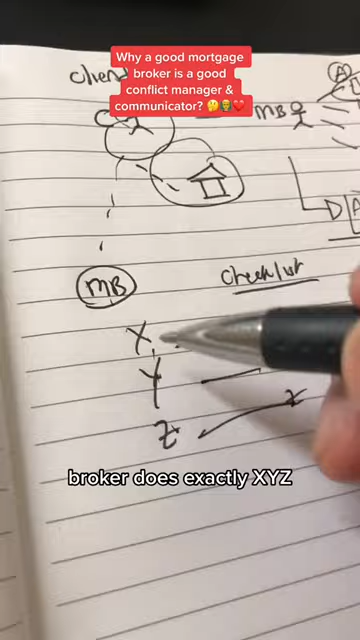 Why a good mortgage
broker is a good
conflict manager &
communicator? 🤔🤷‍♂️❤️
client
MB
A
D A
MB
checklist
X
Y
Z
broker does exactly XYZ